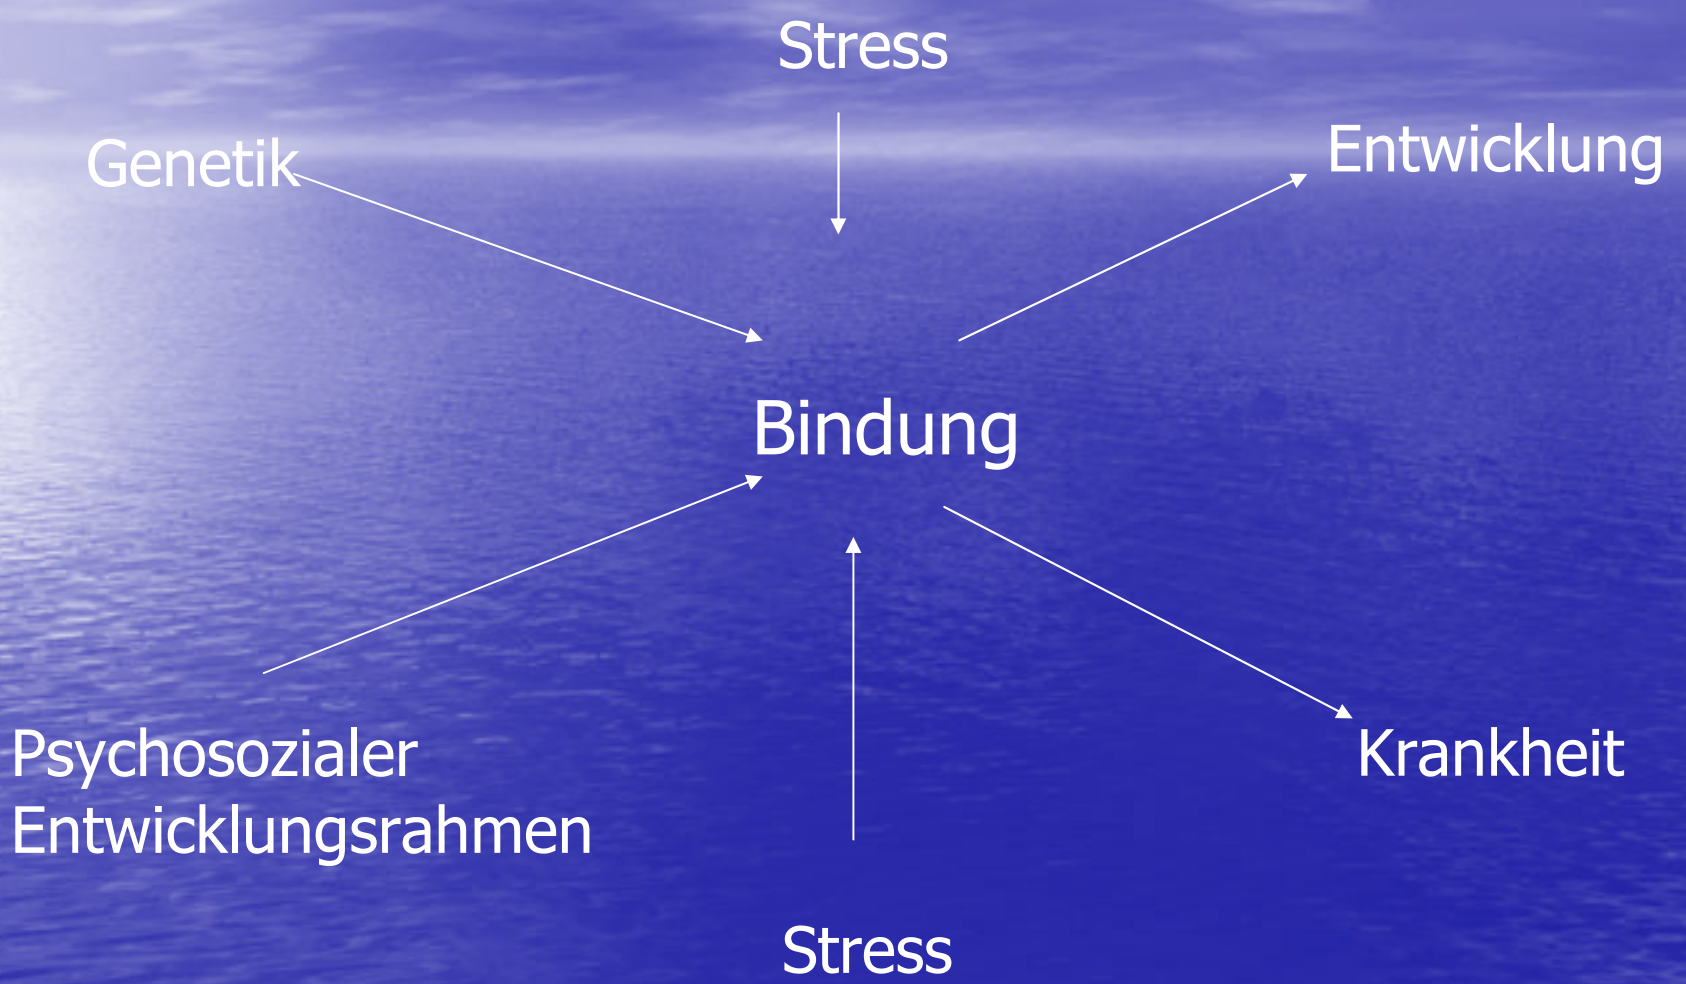 Stress
Genetik
Entwicklung
Bindung
Psychosozialer
Entwicklungsrahmen
Krankheit
Stress